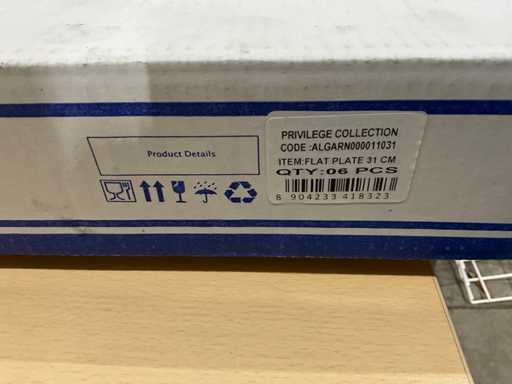 Product Details
PRIVILEGE COLLECTION
CODE :ALGARN000011031
ITEM:FLAT PLATE 31 CM
QTY:06 PCS
8 904233 418323